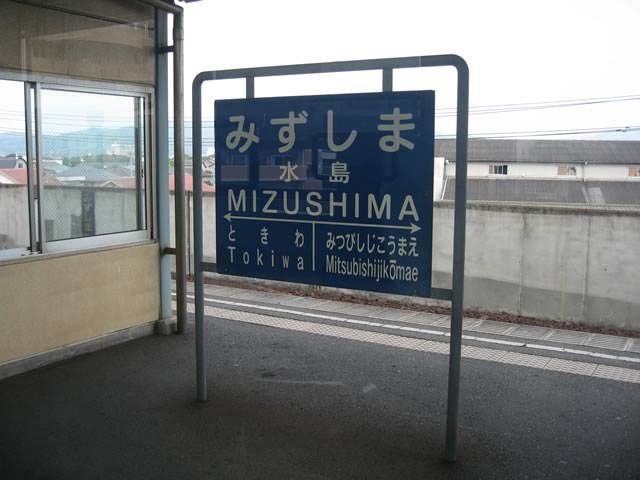 みずしま
水島
MIZUSHIMA
ときわ みつびしじこうまえ
Tokiwa Mitsubishijikōmae